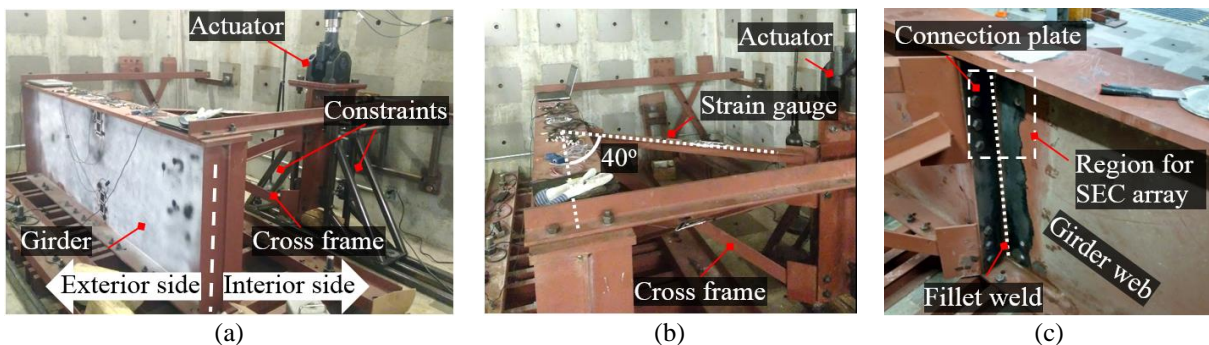 Actuator
Constraints
Girder
Cross frame
Exterior side
Interior side
(a)
Actuator
Strain gauge
40°
Cross frame
(b)
Connection plate
Region for
SEC array
Girder web
Fillet weld
(c)